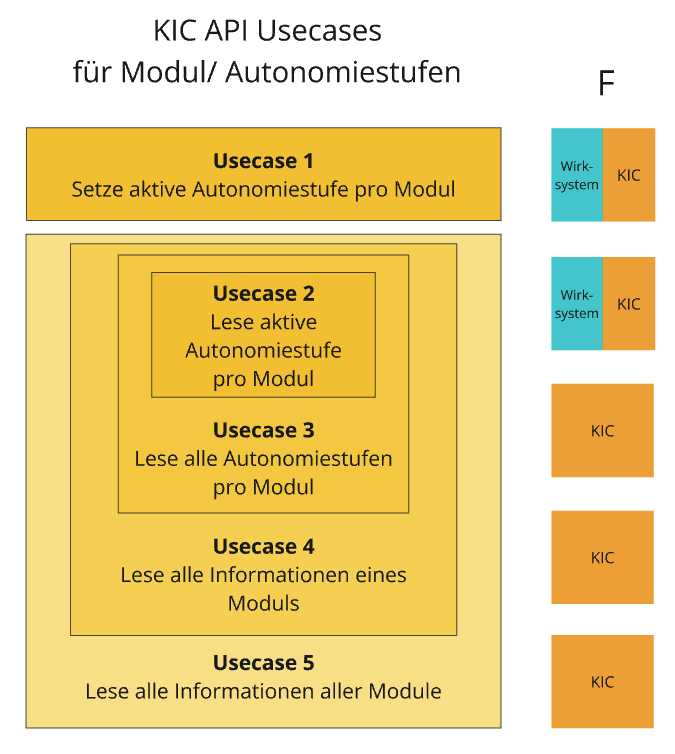 KIC API Usecases
für Modul/ Autonomiestufen
F
Usecase 1
Setze aktive Autonomiestufe pro Modul
Wirk-
system
KIC
Usecase 2
Lese aktive
Autonomiestufe
pro Modul
Wirk-
system
KIC
Usecase 3
Lese alle Autonomiestufen
pro Modul
KIC
Usecase 4
Lese alle Informationen eines
Moduls
KIC
Usecase 5
Lese alle Informationen aller Module
KIC